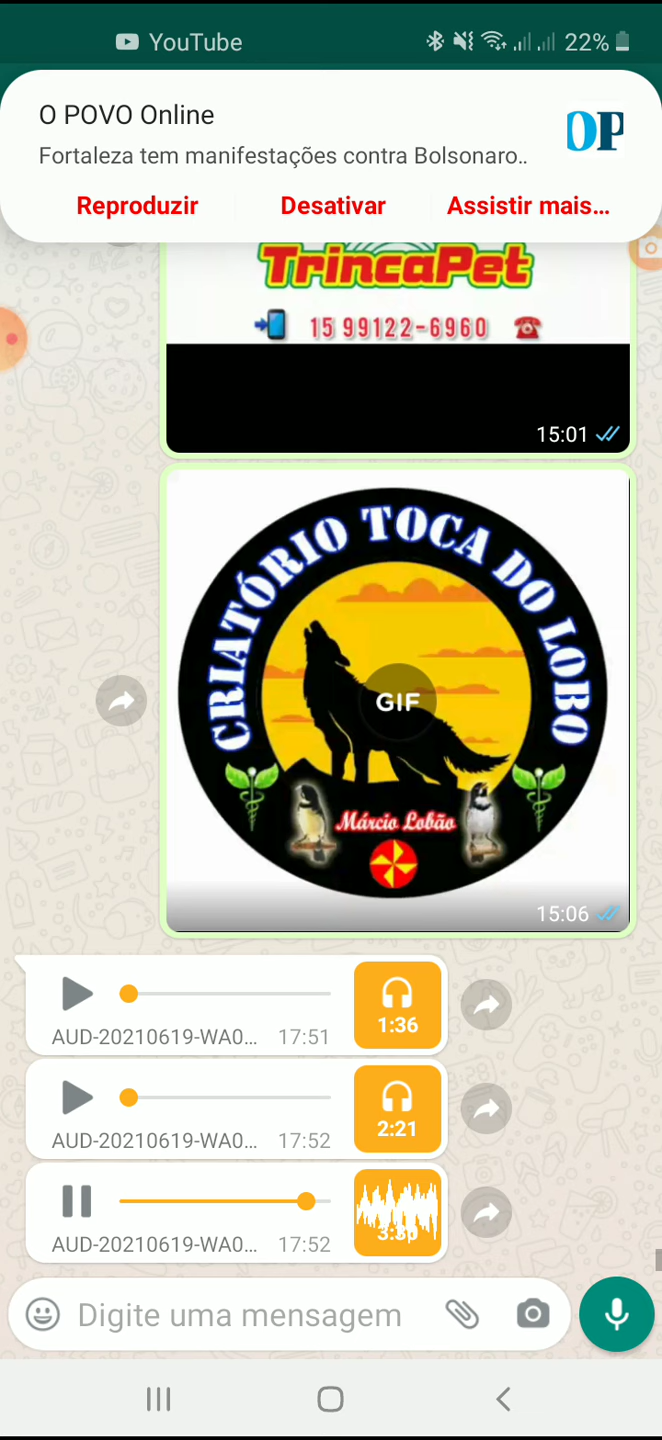 YouTube
22%
O POVO Online
Fortaleza tem manifestações contra Bolsonaro..
Reproduzir Desativar Assistir mais...
TrincaPet
15 99122-6960
15:01
CRIATÓRIO TOCA DO LOBO
GIF
Márcio Lobão
15:06
1:36
AUD-20210619-WA0... 17:51
2:21
AUD-20210619-WA0... 17:52
AUD-20210619-WA0... 17:52
Digite uma mensagem